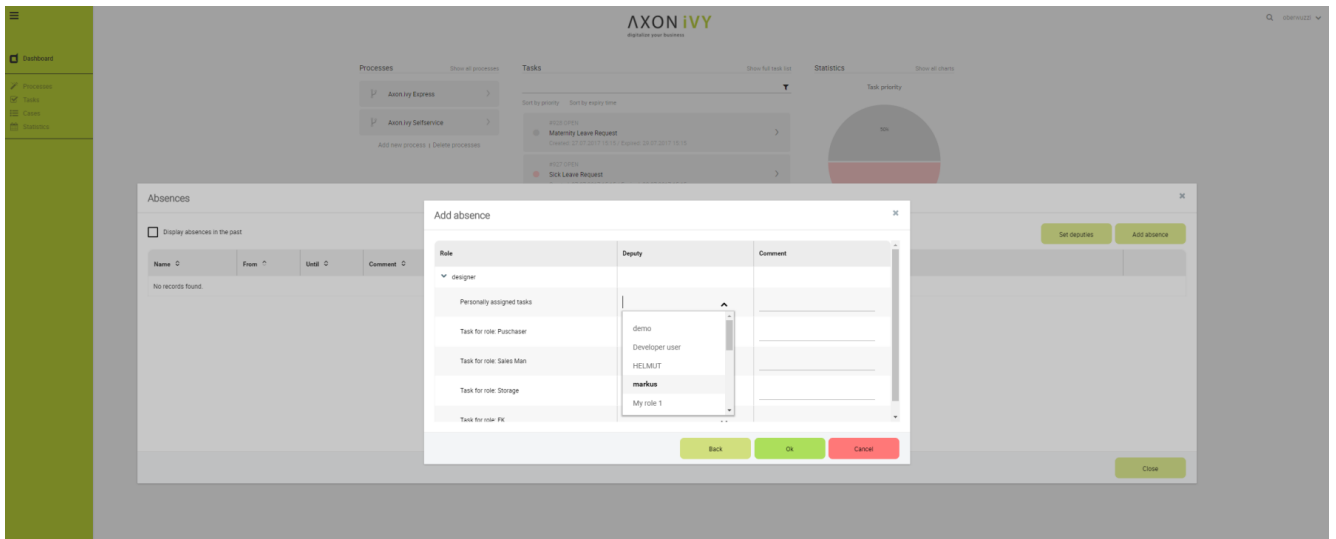 AXON iVY
digitalize your business
Dashboard
Processes
Tasks
Cases
Statistics
Processes
Show all processes
Axon.ivy Express
Axon.ivy Selfservice
Add new process | Delete processes
Tasks
Show full task list
Sort by priority Sort by expiry time
Maternity Leave Request
Sick Leave Request
Statistics
Show all charts
Task priority
N/A
Absences
Display absences in the past
Set deputies
Add absence
Name From Until Comment
No records found.
Close
Add absence
Role Deputy Comment
designer
Personally assigned tasks
Task for role: Puschaser
Task for role: Sales Man
Task for role: Storage
Task for role: FK
demo
Developer user
HELMUT
markus
My role 1
Back Ok Cancel